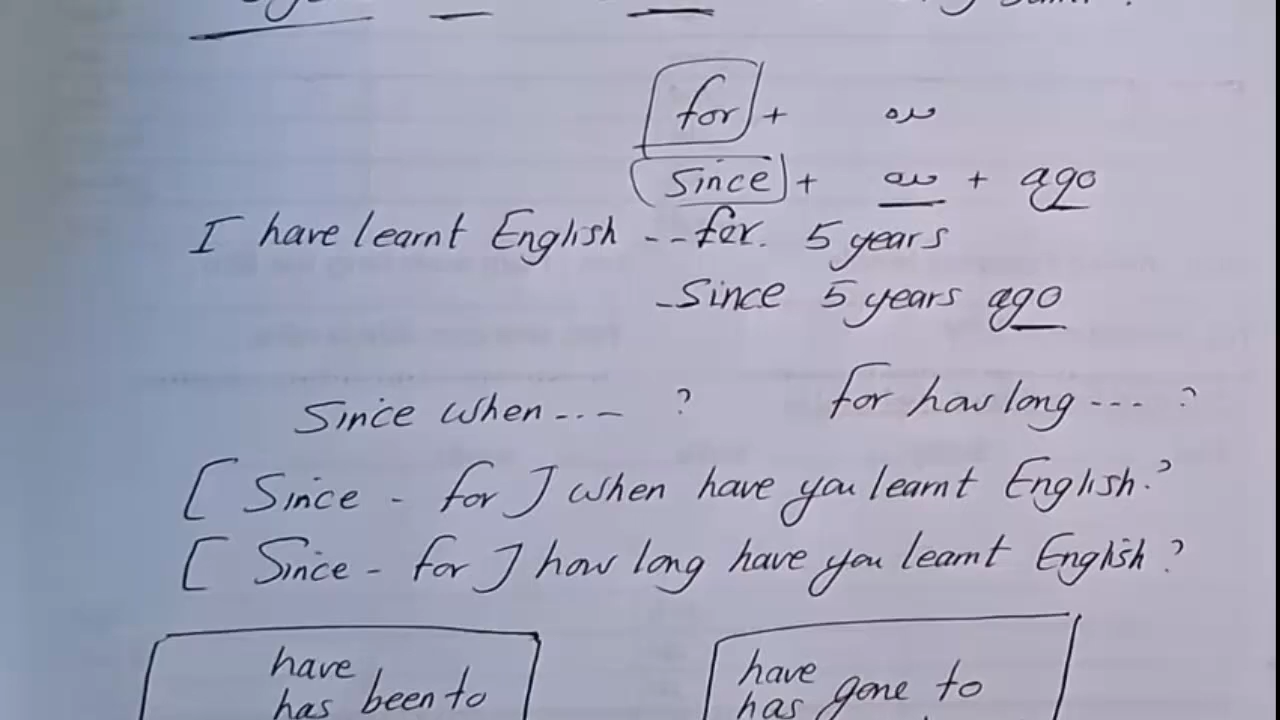 for + مده
Since + مده + ago
I have learnt English --for. 5 years
-Since 5 years ago
Since when --- ? for how long --- ?
[ Since - for ] when have you learnt English?
[ Since - for ] how long have you learnt English?
have
has been to
have
has gone to